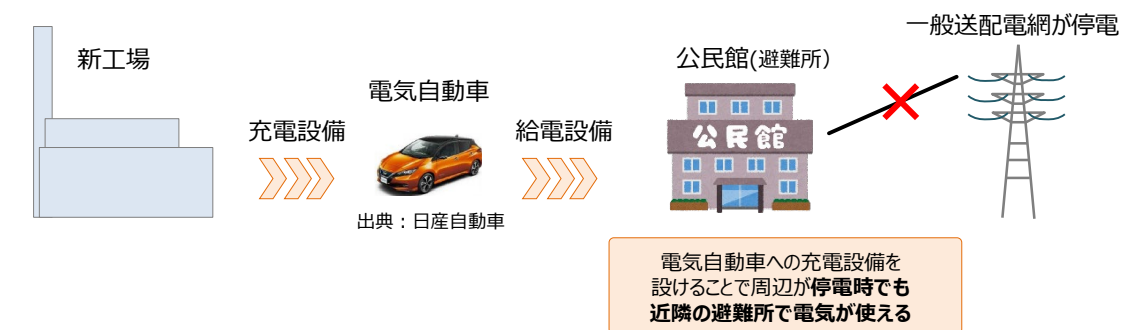 一般送配電網が停電
新工場
公民館(避難所）
電気自動車
充電設備
給電設備
公民館
出典：日産自動車
電気自動車への充電設備を
設けることで周辺が停電時でも
近隣の避難所で電気が使える